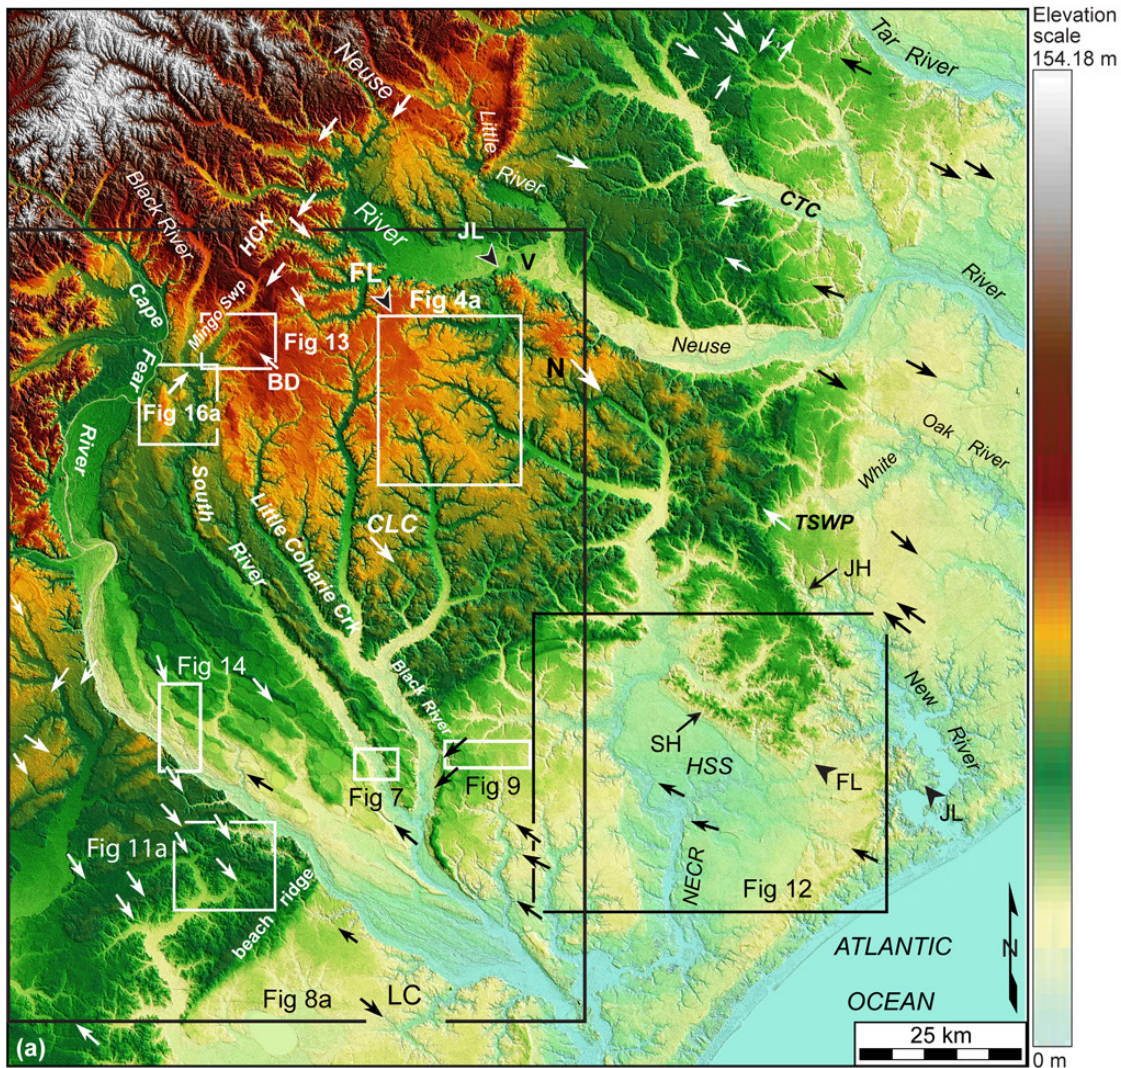 Elevation
scale
154.18 m
Tar River
Neuse
Little
River
River
Black River
HCK
CTC
River
JL
V
FL
Fig 4a
Cape
Mingo Swp
Fig 13
Neuse
N
BD
Fear
Fig 16a
Oak River
White
River
South
River
Little Coharie Crk
CLC
TSWP
JH
Black River
New
River
Fig 14
SH
HSS
FL
JL
Fig 7
Fig 9
NECR
Fig 11a
beach ridge
Fig 12
ATLANTIC
OCEAN
N
LC
Fig 8a
25 km
(a)
0 m